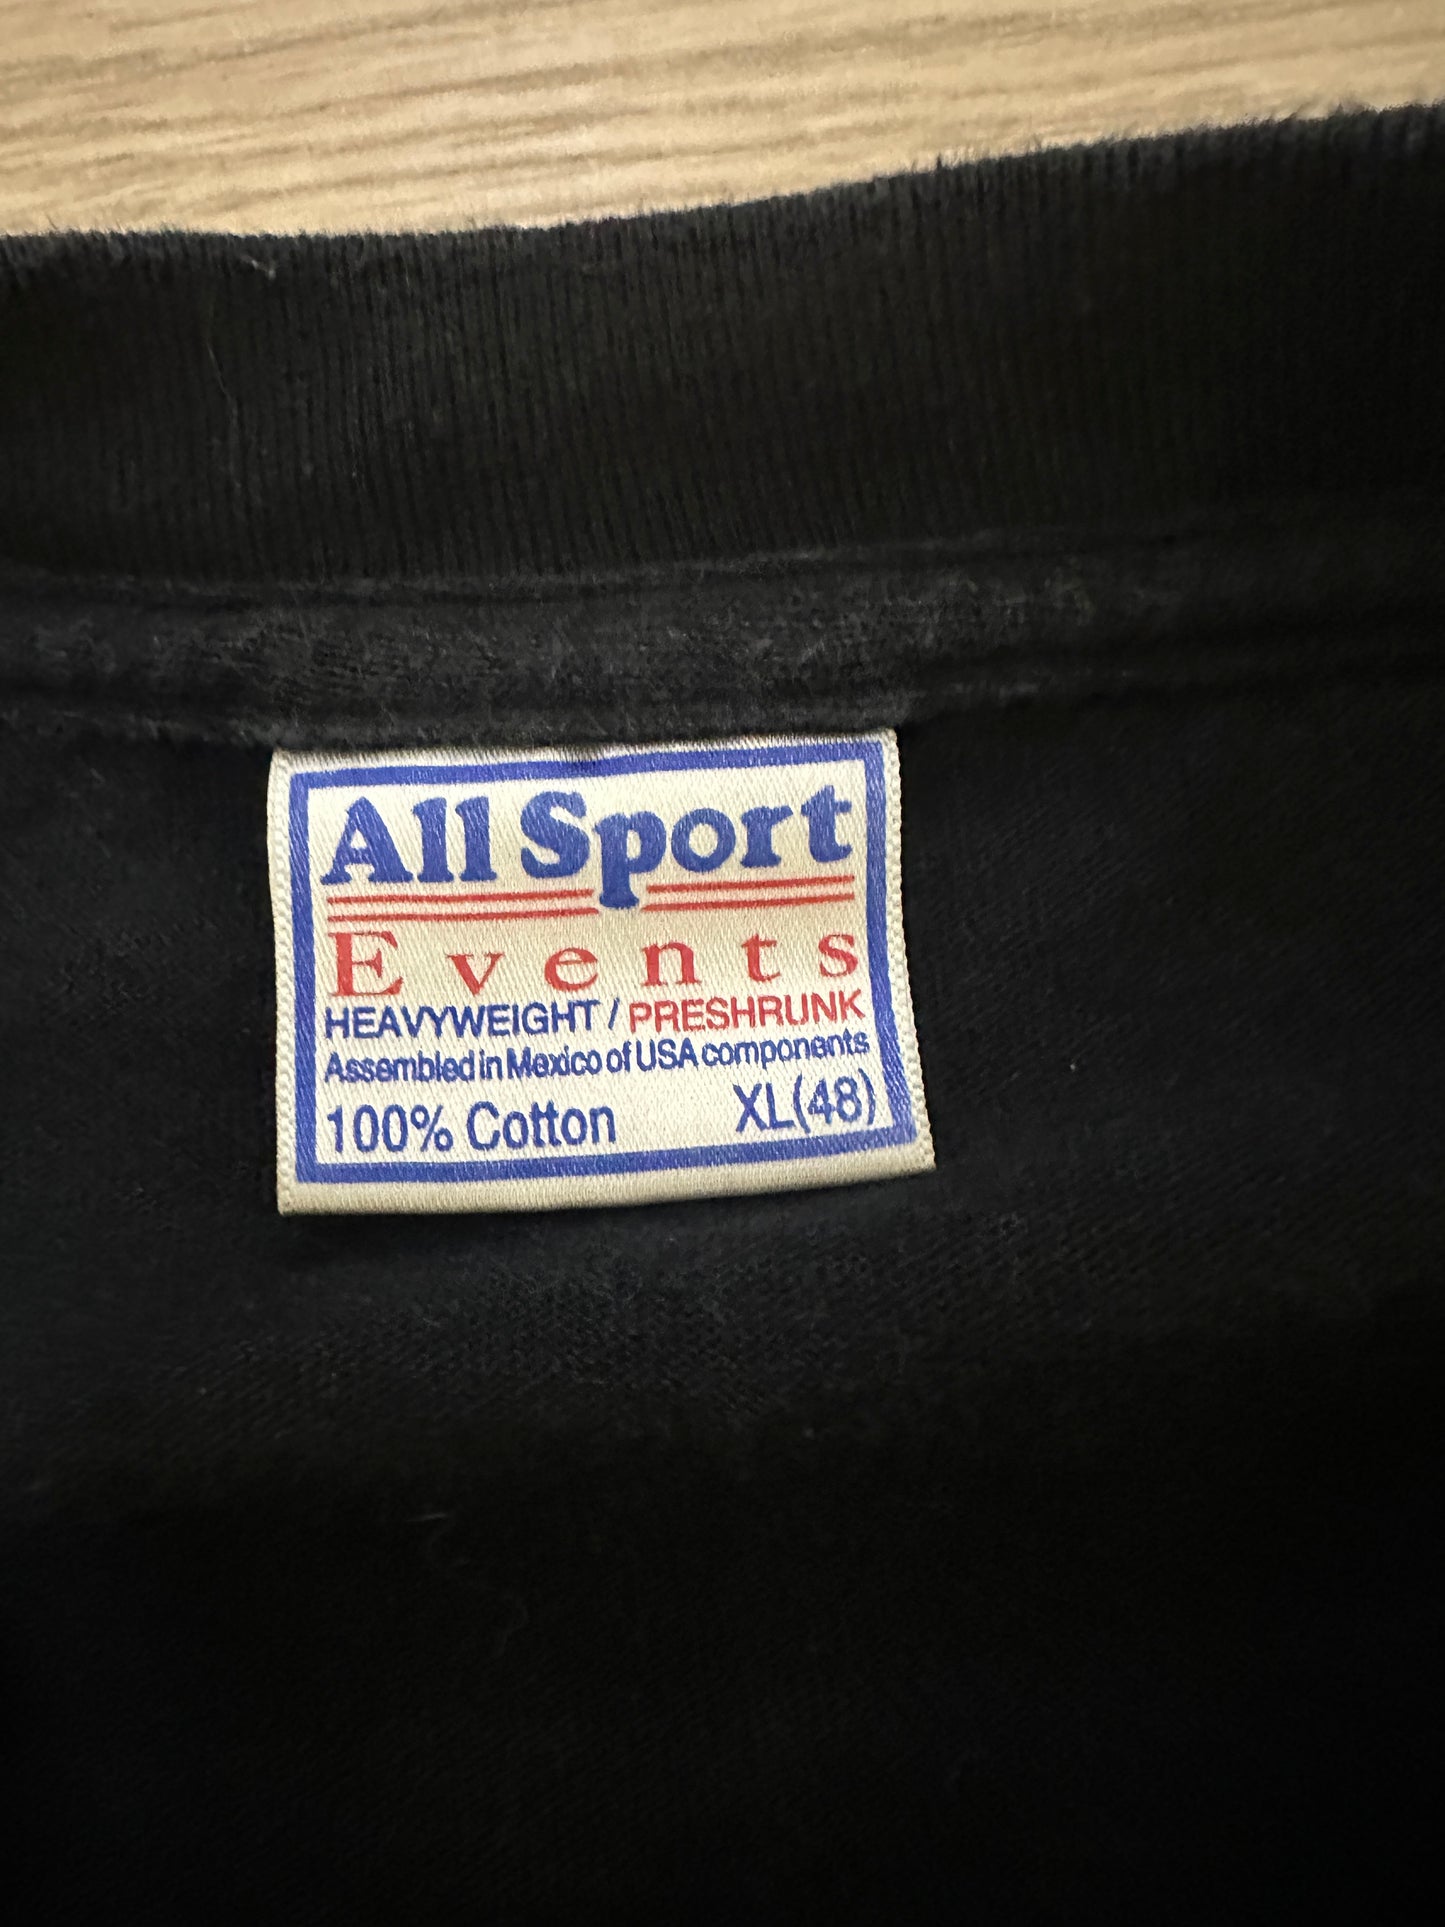 All Sport
Events
HEAVYWEIGHT / PRESHRUNK
Assembled in Mexico of USA components
100% Cotton XL(48)